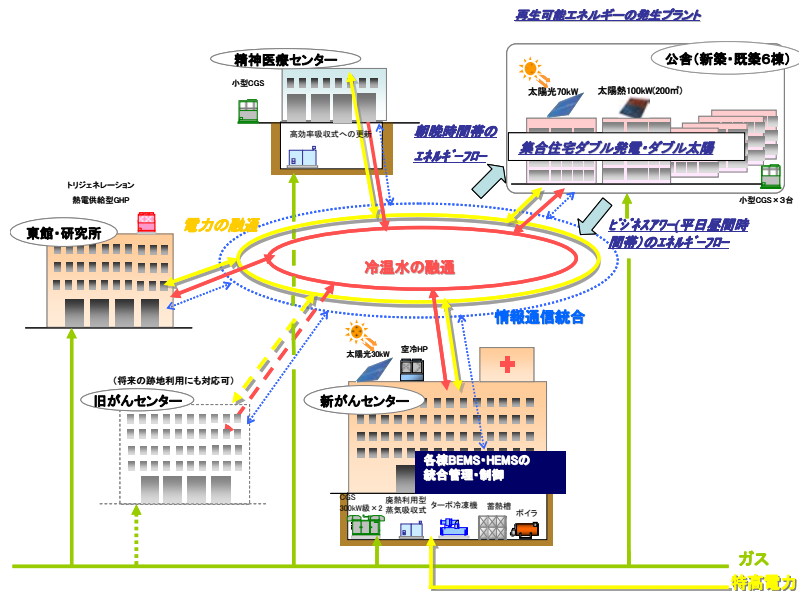 再生可能エネルギーの発生プラント
精神医療センター
小型CGS
高効率吸収式への更新
公舎(新築・既築6棟)
太陽光70kW
太陽熱100kW(200㎡)
集合住宅ダブル発電・ダブル太陽
小型CGS×3台
朝晩時間帯の
エネルギーフロー
トリジェネレーション
熱電供給型GHP
東館・研究所
電力の融通
冷温水の融通
情報通信統合
ビジネスアワー(平日昼間時
間帯)のエネルギーフロー
(将来の跡地利用にも対応可)
旧がんセンター
太陽光30kW
空冷HP
新がんセンター
各棟BEMS・HEMSの
統合管理・制御
CGS
300kW級×2
廃熱利用型
蒸気吸収式
ターボ冷凍機
蓄熱槽
ボイラ
ガス
特高電力